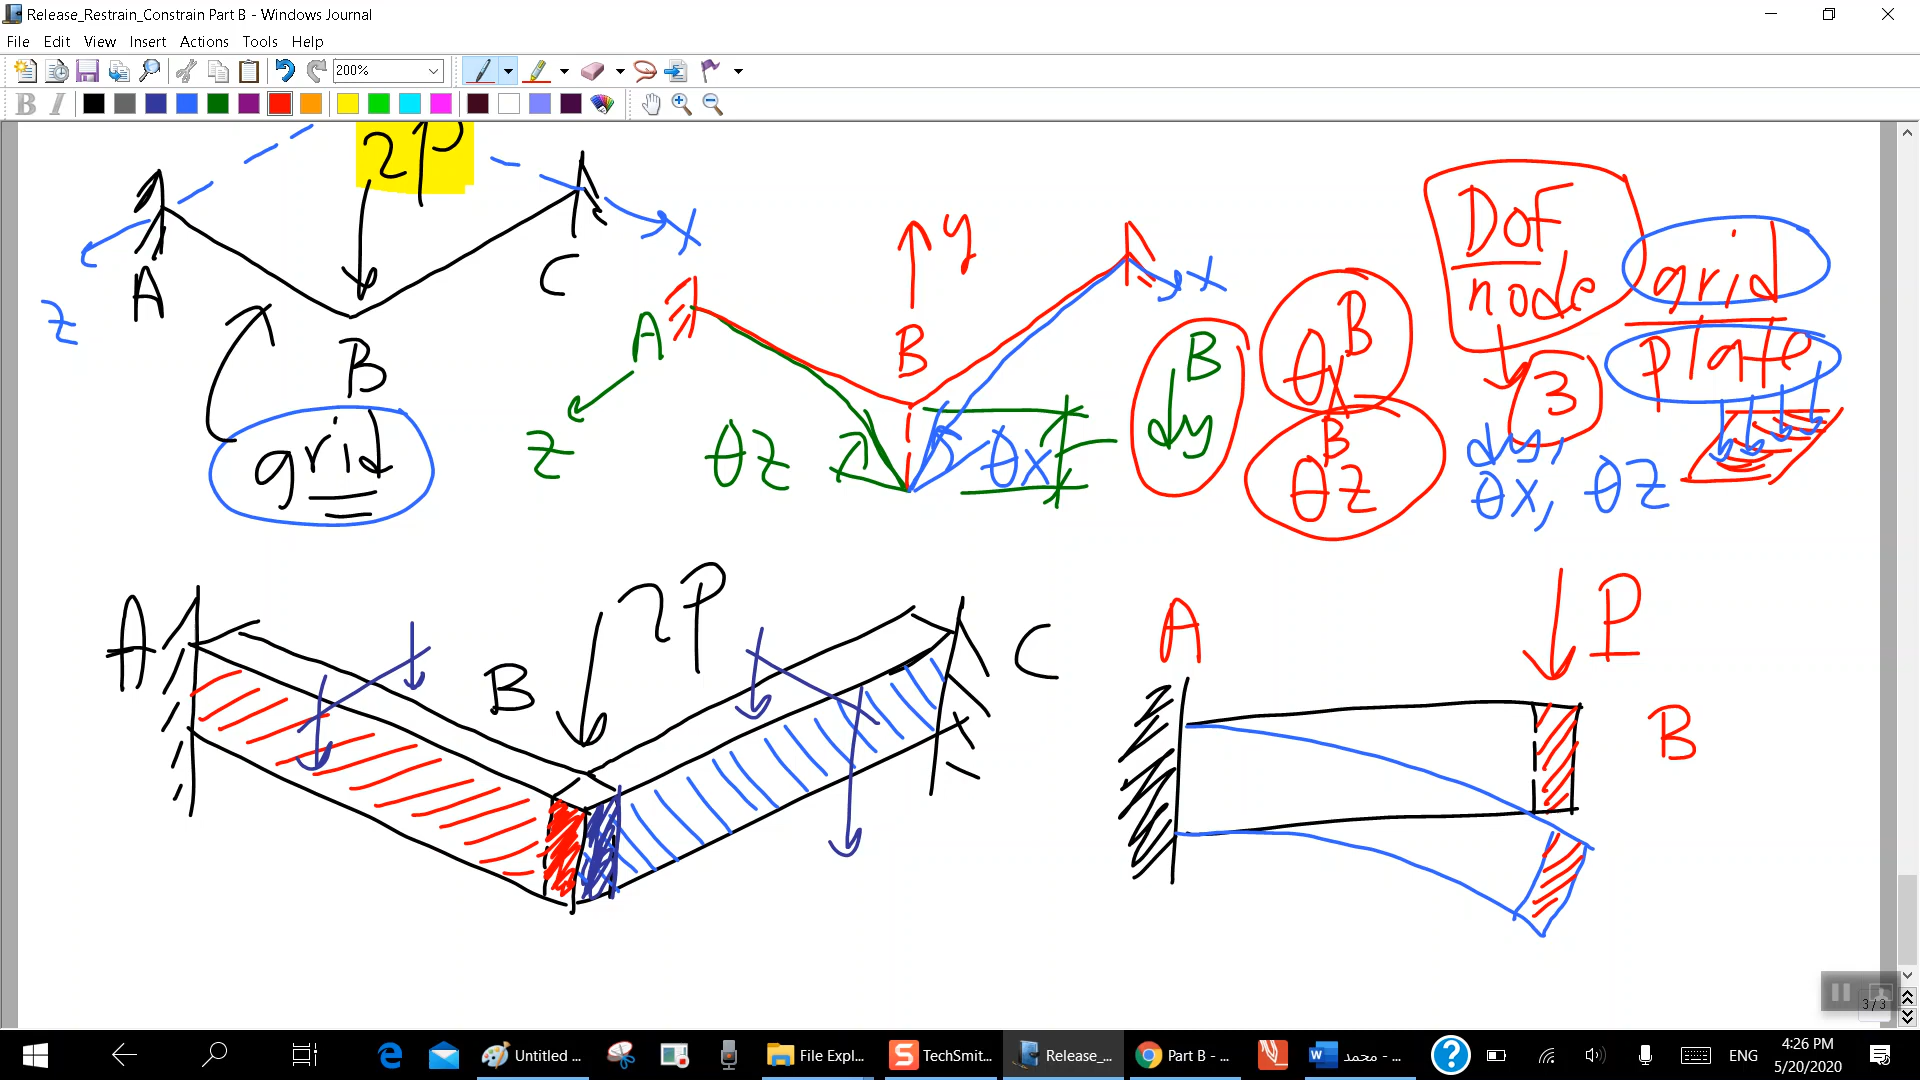 Release_Restrain_Constrain Part B - Windows Journal
File Edit View Insert Actions Tools Help
200%
B I
2P
A
B
C
x
z
grid
y
x
A
B
z
θz
θx
B
dy
B
θx
B
θz
DoF
node
3
dy,
θx, θz
grid
plate
A
B
2P
C
A
P
B
3 / 3
Untitled ...
File Expl...
TechSmit...
Release_...
Part B - ...
محمد - ...
ENG
4:26 PM
5/20/2020